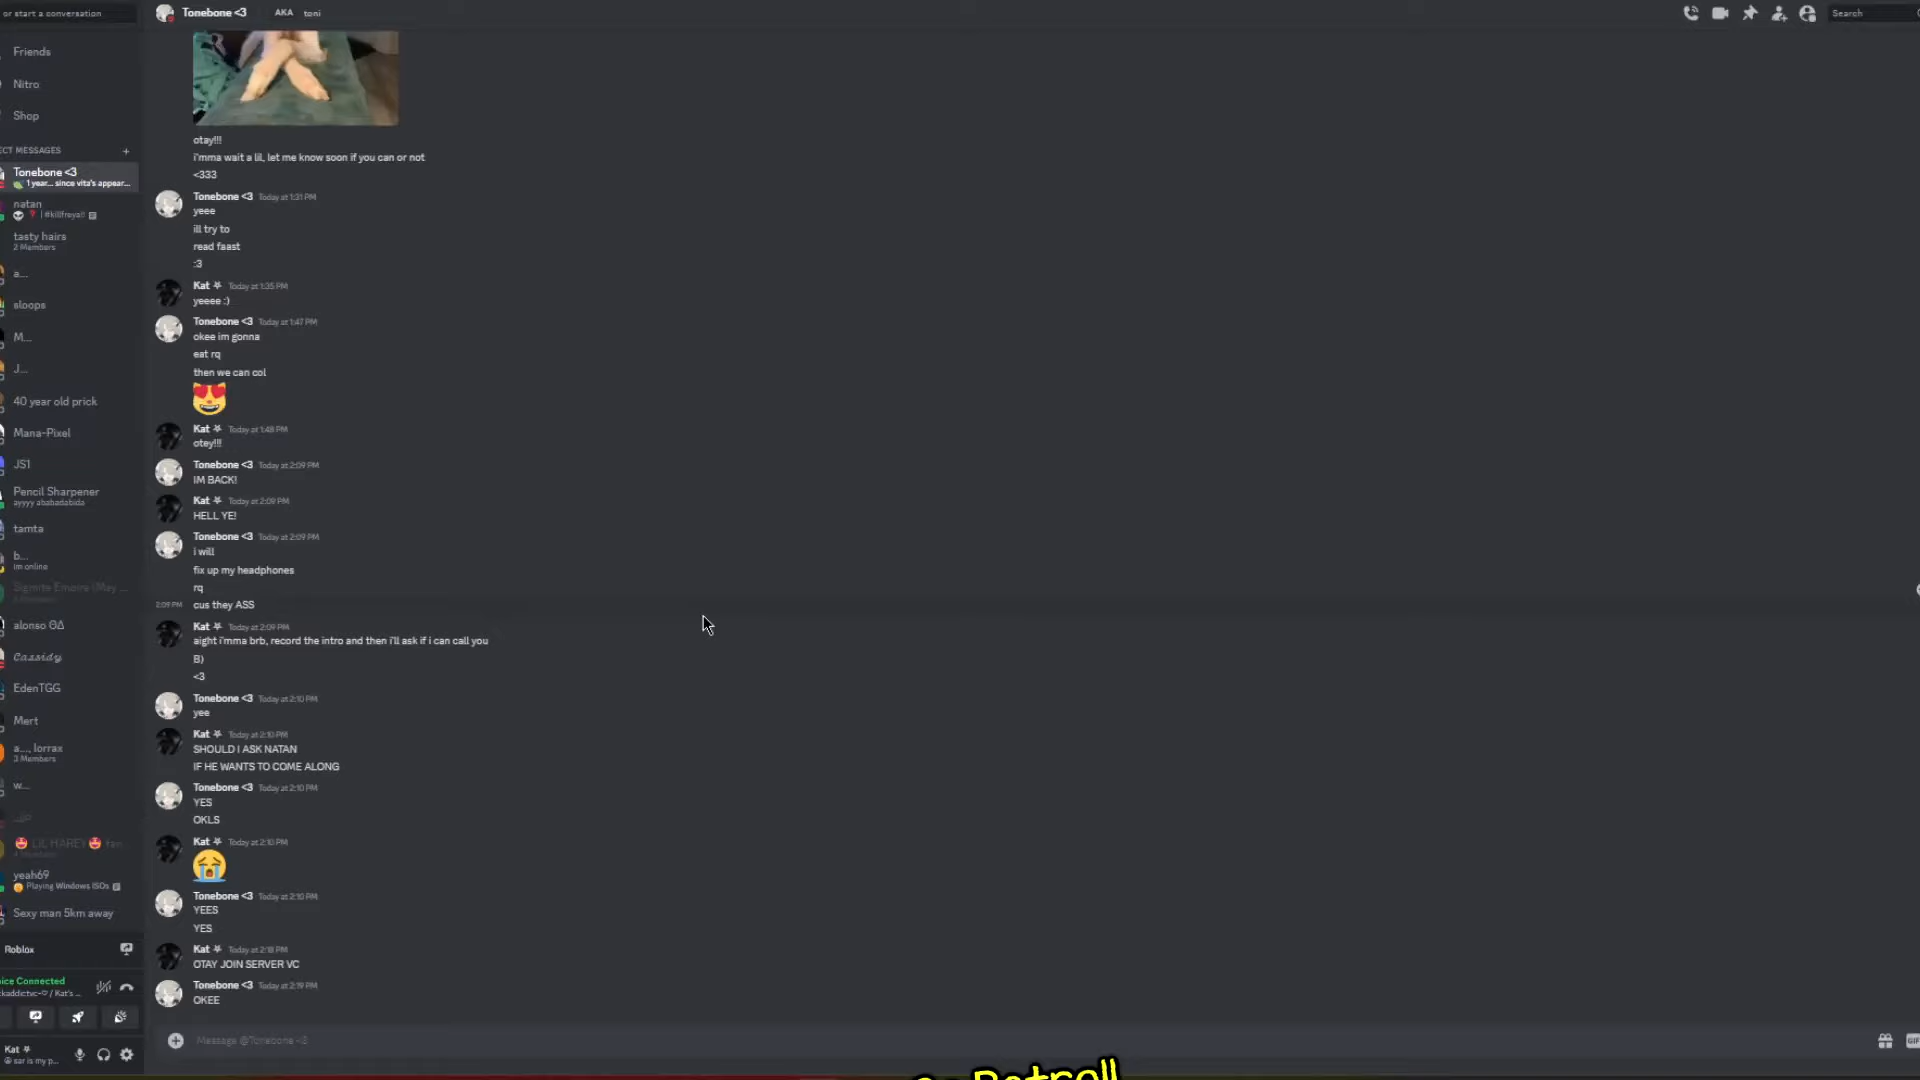 or start a conversation
Friends
Nitro
Shop
CT MESSAGES
Tonebone <3
1 year... since vita's appear...
natan
#killfreya!!
tasty hairs
2 Members
a...
sloops
M...
J...
40 year old prick
Mana-Pixel
JS1
Pencil Sharpener
ayyyy ababadabida
tamta
b...
im online
alonso ΘΔ
Cassidy
EdenTGG
Mert
a..., lorrax
3 Members
w...
LIL HAREY
yeah69
Playing Windows ISOs
Sexy man 5km away
Roblox
ice Connected
kaddictvc- / Kat's ...
Kat
sar is my p...
Tonebone <3 AKA toni
Search
otay!!!
i'mma wait a lil, let me know soon if you can or not
<333
Tonebone <3 Today at 1:31 PM
yeee
ill try to
read faast
:3
Kat Today at 1:35 PM
yeeee :)
Tonebone <3 Today at 1:47 PM
okee im gonna
eat rq
then we can col
Kat Today at 1:48 PM
otey!!!
Tonebone <3 Today at 2:09 PM
IM BACK!
Kat Today at 2:09 PM
HELL YE!
Tonebone <3 Today at 2:09 PM
i will
fix up my headphones
rq
2:09 PM cus they ASS
Kat Today at 2:09 PM
aight i'mma brb, record the intro and then i'll ask if i can call you
B)
<3
Tonebone <3 Today at 2:10 PM
yee
Kat Today at 2:10 PM
SHOULD I ASK NATAN
IF HE WANTS TO COME ALONG
Tonebone <3 Today at 2:10 PM
YES
OKLS
Kat Today at 2:10 PM
Tonebone <3 Today at 2:10 PM
YEES
YES
Kat Today at 2:18 PM
OTAY JOIN SERVER VC
Tonebone <3 Today at 2:19 PM
OKEE
Message @Tonebone <3
GIF